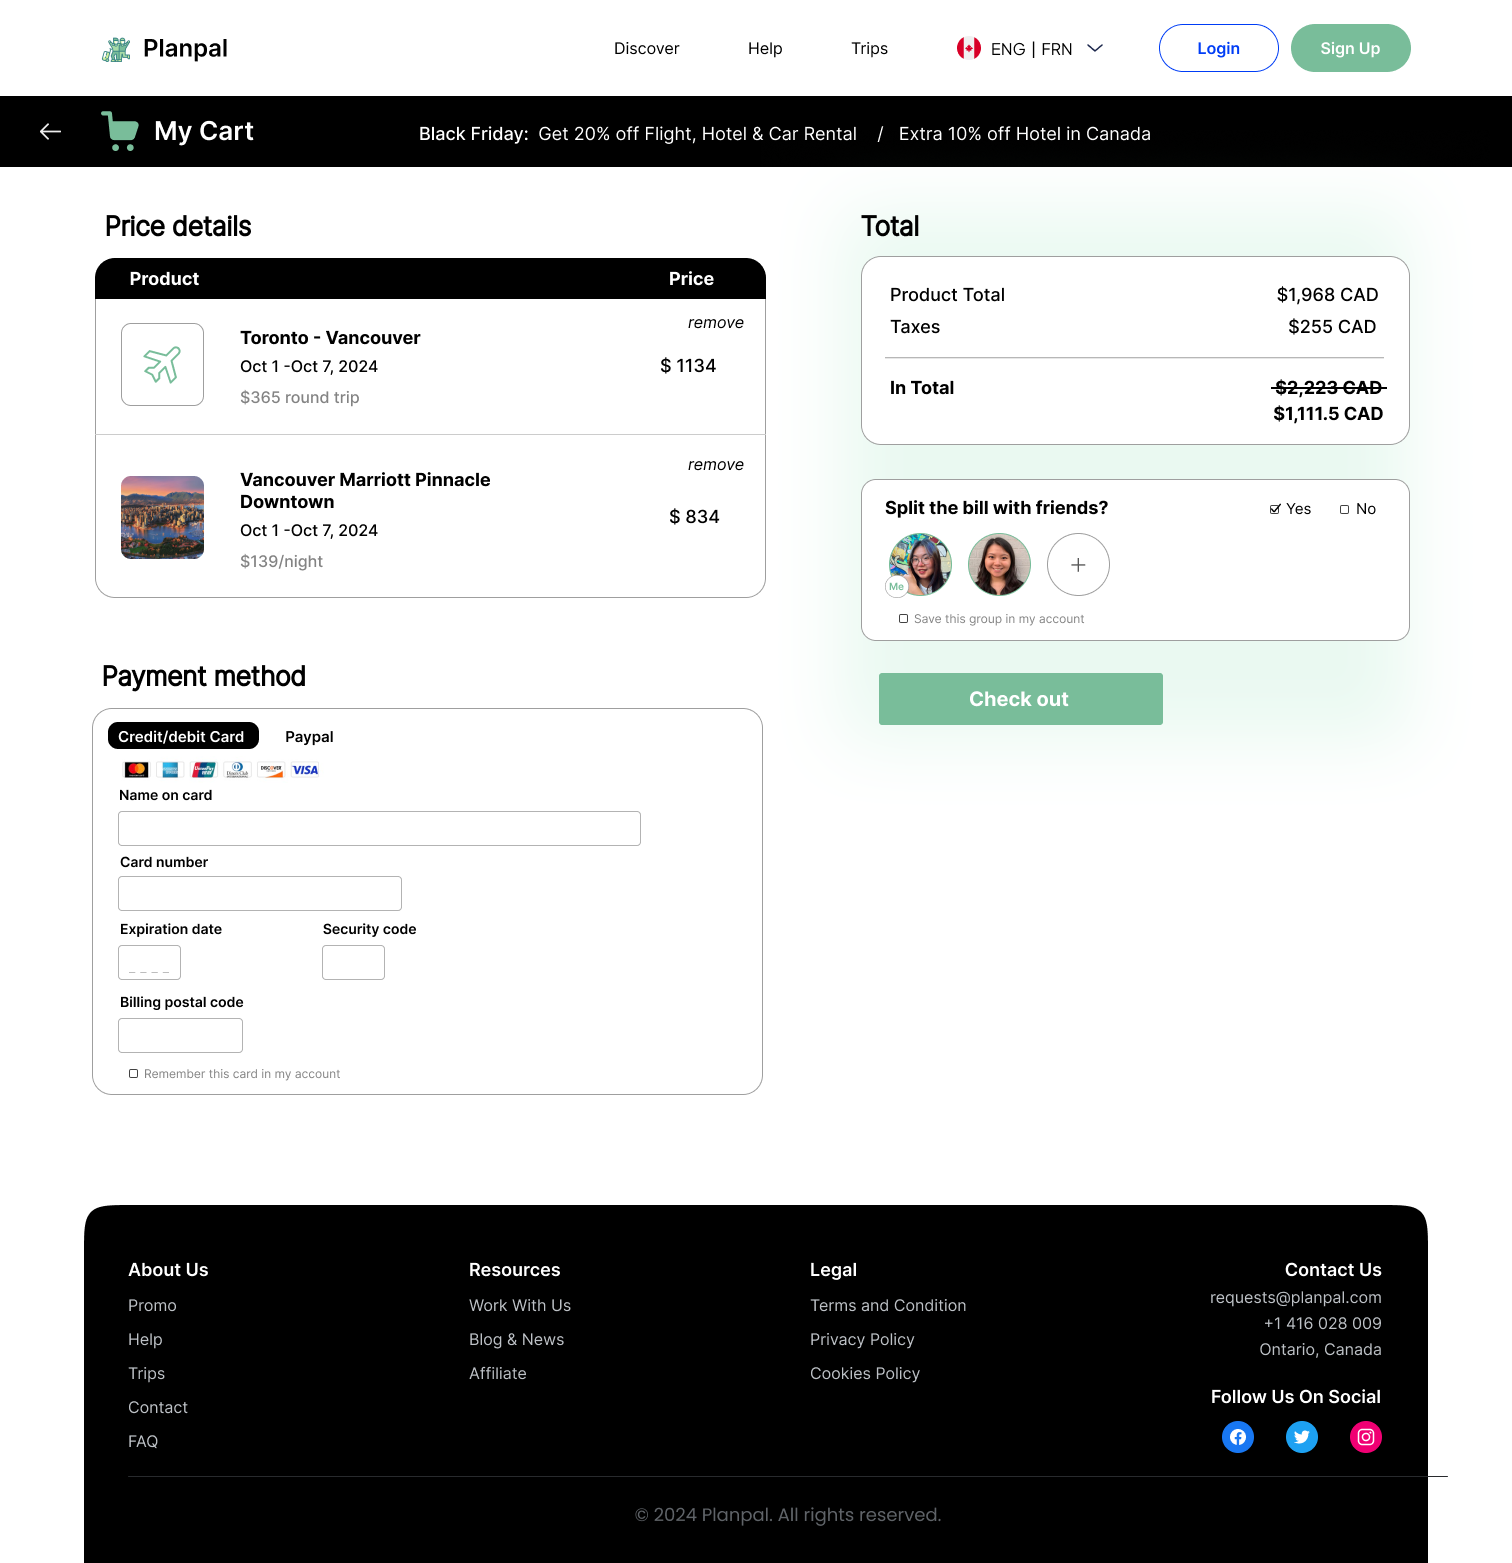 Planpal
Discover Help Trips ENG | FRN Login Sign Up
My Cart Black Friday: Get 20% off Flight, Hotel & Car Rental / Extra 10% off Hotel in Canada
Price details
Product Price
remove
Toronto - Vancouver
Oct 1 -Oct 7, 2024
$ 1134
$365 round trip
remove
Vancouver Marriott Pinnacle
Downtown
$ 834
Oct 1 -Oct 7, 2024
$139/night
Total
Product Total $1,968 CAD
Taxes $255 CAD
In Total $2,223 CAD
$1,111.5 CAD
Split the bill with friends? Yes No
Me
Save this group in my account
Check out
Payment method
Credit/debit Card Paypal
DISCOVER VISA
Name on card
Card number
Expiration date Security code
_ _ _ _
Billing postal code
Remember this card in my account
About Us
Promo
Help
Trips
Contact
FAQ
Resources
Work With Us
Blog & News
Affiliate
Legal
Terms and Condition
Privacy Policy
Cookies Policy
Contact Us
requests@planpal.com
+1 416 028 009
Ontario, Canada
Follow Us On Social
© 2024 Planpal. All rights reserved.